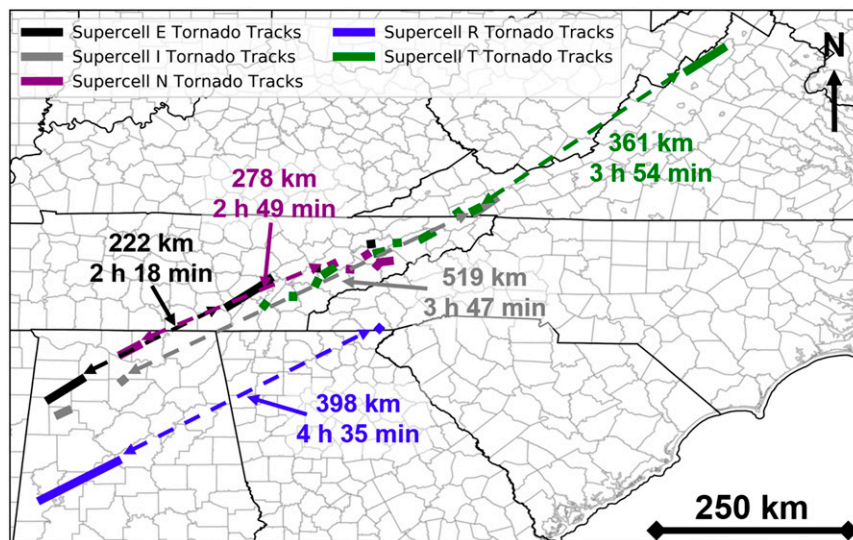 Supercell E Tornado Tracks
Supercell I Tornado Tracks
Supercell N Tornado Tracks
Supercell R Tornado Tracks
Supercell T Tornado Tracks
N
361 km
3 h 54 min
278 km
2 h 49 min
222 km
2 h 18 min
519 km
3 h 47 min
398 km
4 h 35 min
250 km